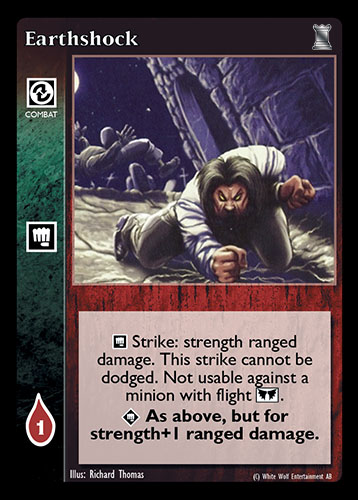 Earthshock
COMBAT
Strike: strength ranged
damage. This strike cannot be
dodged. Not usable against a
minion with flight .
As above, but for
strength+1 ranged damage.
1
Illus: Richard Thomas
(C) White Wolf Entertainment AB